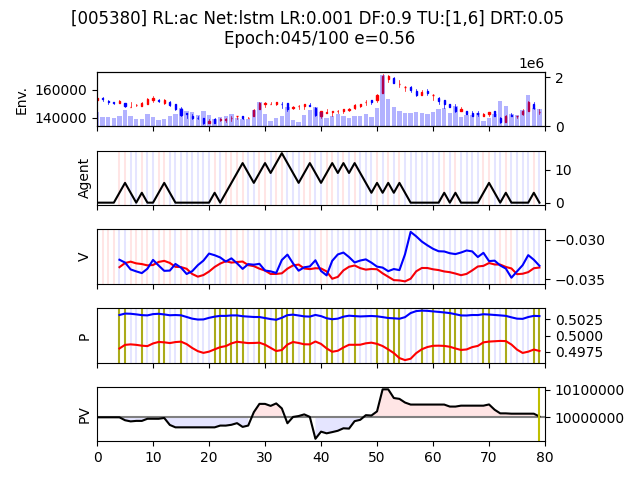 [005380] RL:ac Net:lstm LR:0.001 DF:0.9 TU:[1,6] DRT:0.05
Epoch:045/100 e=0.56
1e6
Env.
160000
140000
2
0
Agent
10
0
V
−0.030
−0.035
P
0.5025
0.5000
0.4975
PV
10100000
10000000
0 10 20 30 40 50 60 70 80